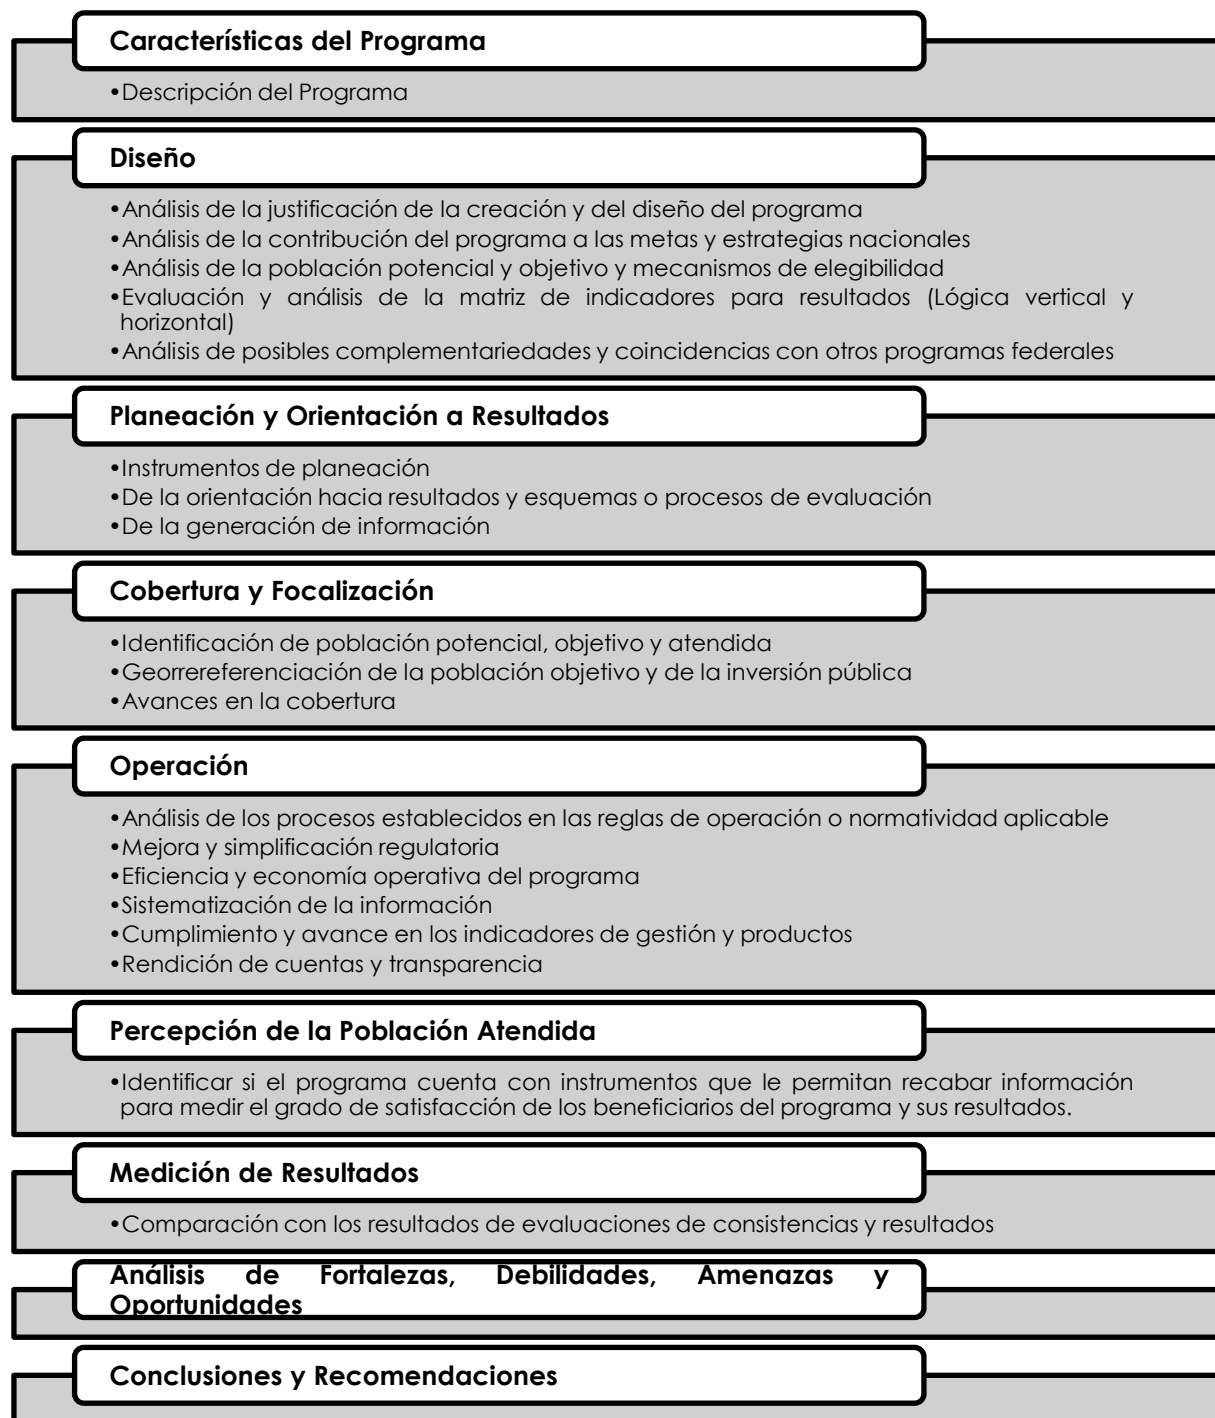 Características del Programa
•Descripción del Programa
Diseño
•Análisis de la justificación de la creación y del diseño del programa
•Análisis de la contribución del programa a las metas y estrategias nacionales
•Análisis de la población potencial y objetivo y mecanismos de elegibilidad
•Evaluación y análisis de la matriz de indicadores para resultados (Lógica vertical y
horizontal)
•Análisis de posibles complementariedades y coincidencias con otros programas federales
Planeación y Orientación a Resultados
•Instrumentos de planeación
•De la orientación hacia resultados y esquemas o procesos de evaluación
•De la generación de información
Cobertura y Focalización
•Identificación de población potencial, objetivo y atendida
•Georrereferenciación de la población objetivo y de la inversión pública
•Avances en la cobertura
Operación
•Análisis de los procesos establecidos en las reglas de operación o normatividad aplicable
•Mejora y simplificación regulatoria
•Eficiencia y economía operativa del programa
•Sistematización de la información
•Cumplimiento y avance en los indicadores de gestión y productos
•Rendición de cuentas y transparencia
Percepción de la Población Atendida
•Identificar si el programa cuenta con instrumentos que le permitan recabar información
para medir el grado de satisfacción de los beneficiarios del programa y sus resultados.
Medición de Resultados
•Comparación con los resultados de evaluaciones de consistencias y resultados
Análisis de Fortalezas, Debilidades, Amenazas y
Oportunidades
Conclusiones y Recomendaciones